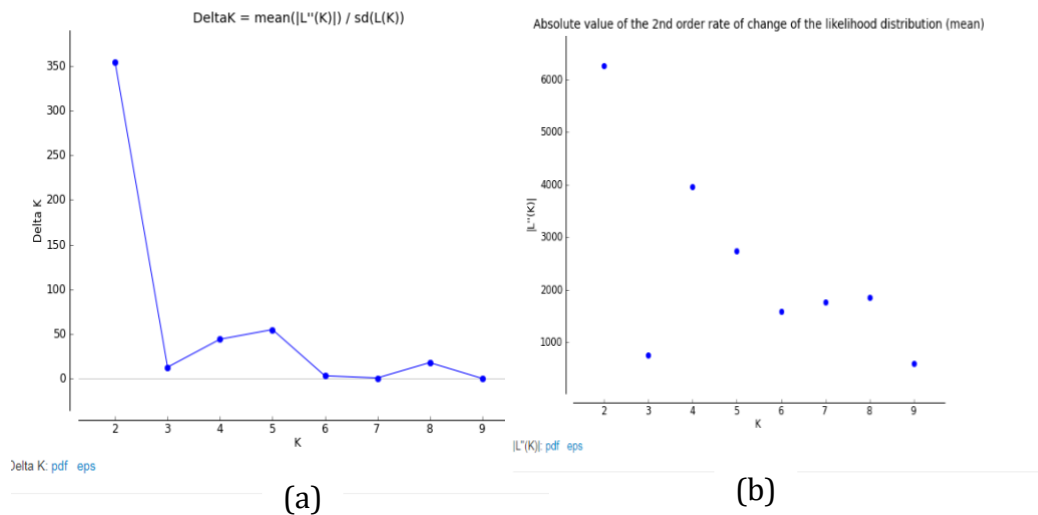 DeltaK = mean(|L''(K)|) / sd(L(K))
350
300
250
200
150
100
50
0
Delta K
2 3 4 5 6 7 8 9
K
Delta K: pdf eps
(a)
Absolute value of the 2nd order rate of change of the likelihood distribution (mean)
6000
5000
4000
3000
2000
1000
|L''(K)|
2 3 4 5 6 7 8 9
K
|L''(K)|: pdf eps
(b)